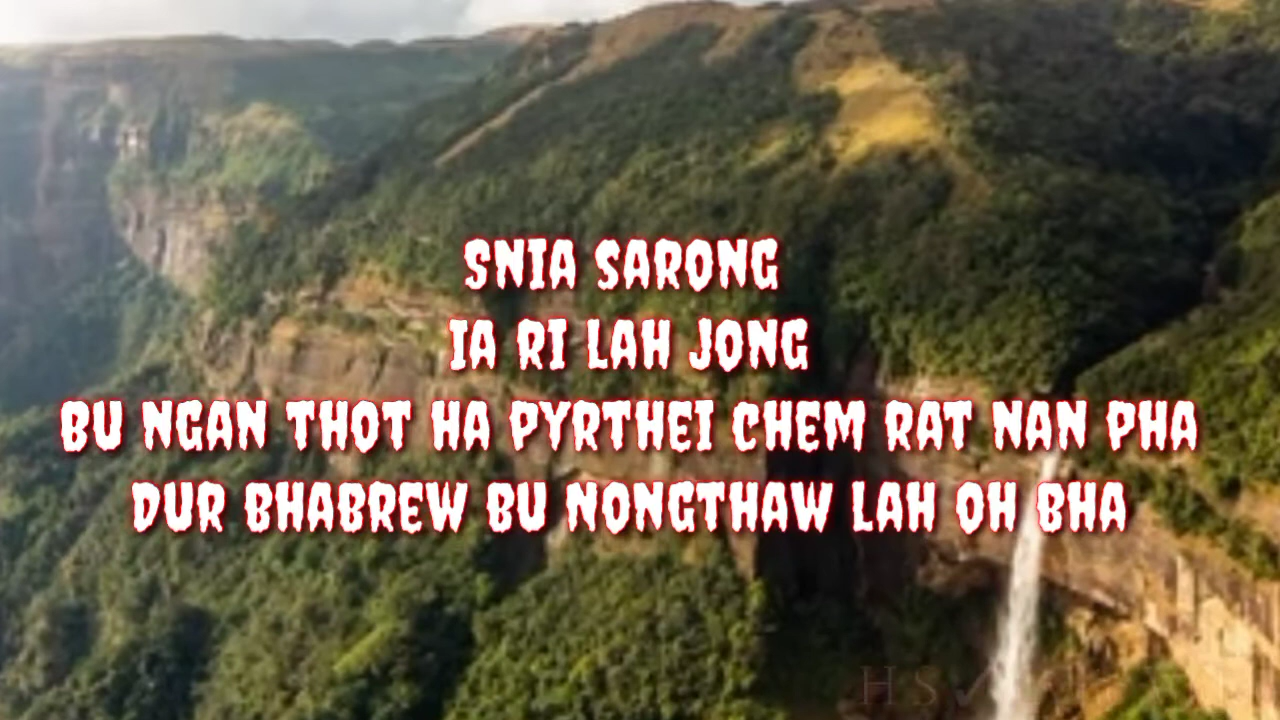 SNIA SARONG
IA RI LAH JONG
BU NGAN THOT HA PYRTHEI CHEM RAT NAN PHA
DUR BHABREW BU NONGTHAW LAH OH BHA
H S